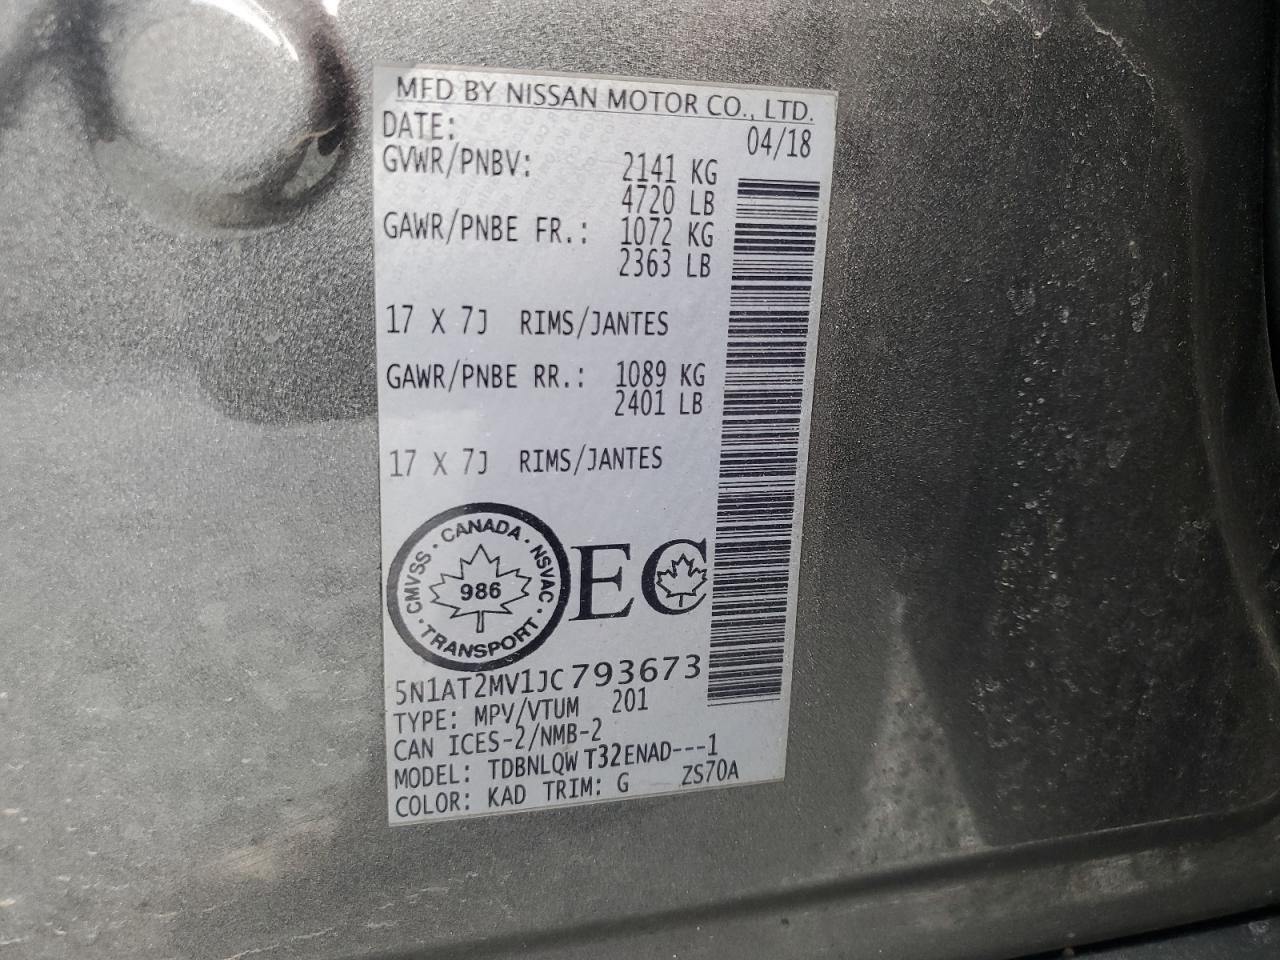 MFD BY NISSAN MOTOR CO., LTD.
DATE: 04/18
GVWR/PNBV: 2141 KG
4720 LB
GAWR/PNBE FR.: 1072 KG
2363 LB
17 X 7J RIMS/JANTES
GAWR/PNBE RR.: 1089 KG
2401 LB
17 X 7J RIMS/JANTES
CMVSS · CANADA · NSVAC · TRANSPORT ·
986
EC
5N1AT2MV1JC793673
TYPE: MPV/VTUM 201
CAN ICES-2/NMB-2
MODEL: TDBNLQWT32ENAD---1
COLOR: KAD TRIM: G ZS70A